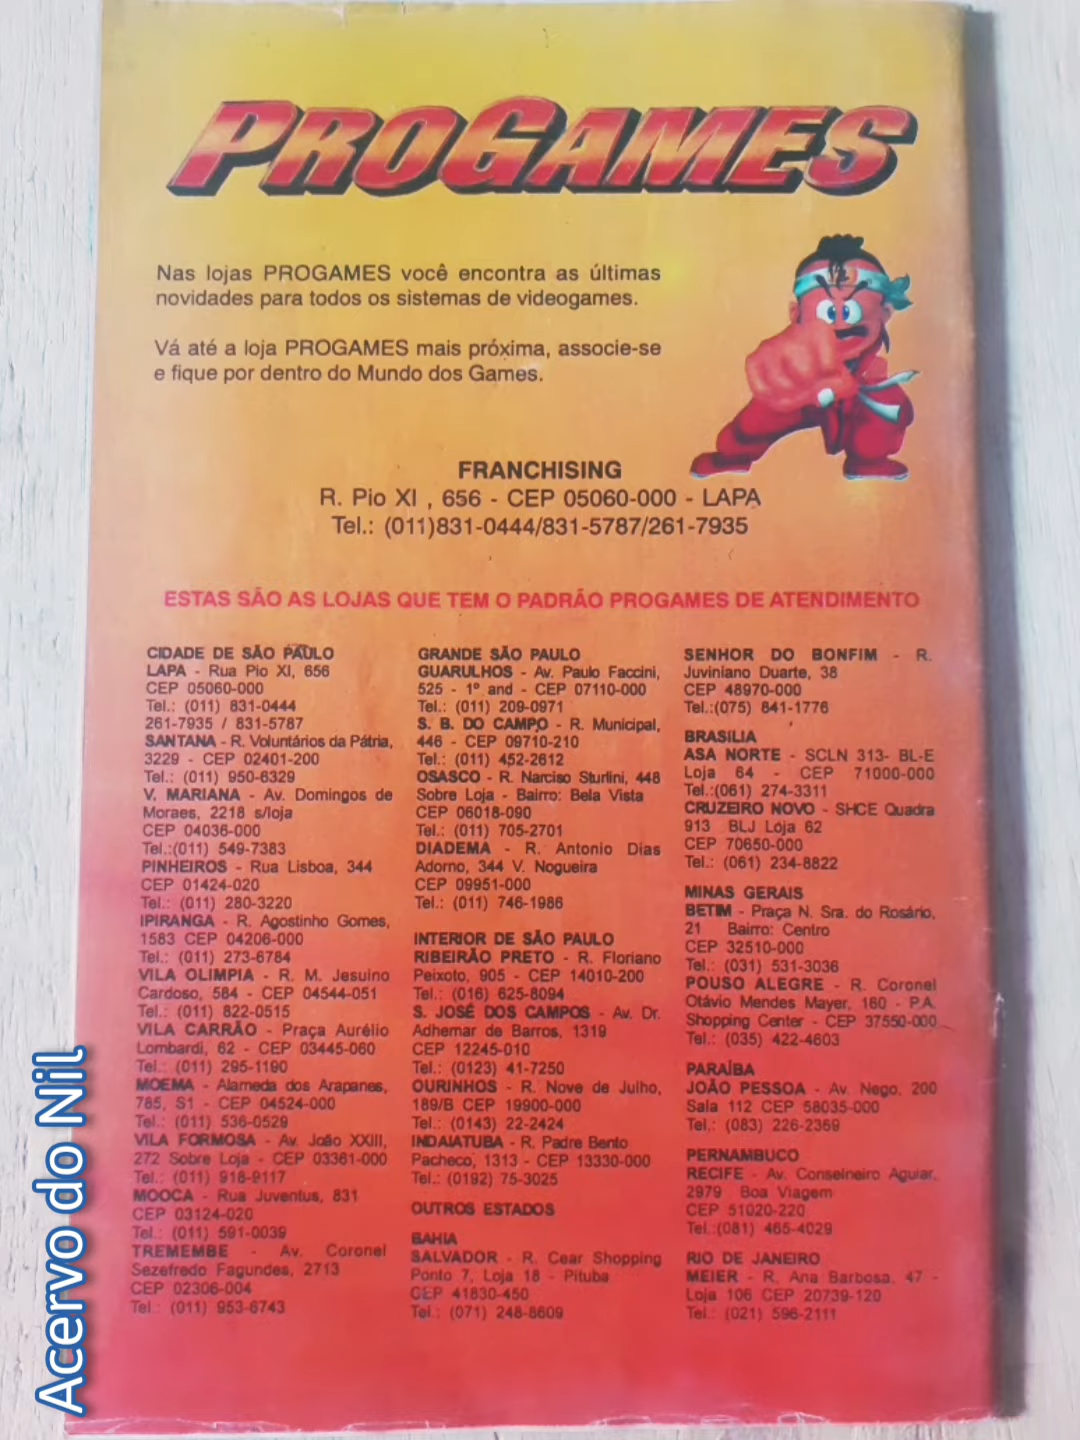 PROGAMES
Nas lojas PROGAMES você encontra as últimas
novidades para todos os sistemas de videogames.
Vá até a loja PROGAMES mais próxima, associe-se
e fique por dentro do Mundo dos Games.
FRANCHISING
R. Pio XI , 656 - CEP 05060-000 - LAPA
Tel.: (011)831-0444/831-5787/261-7935
ESTAS SÃO AS LOJAS QUE TEM O PADRÃO PROGAMES DE ATENDIMENTO
CIDADE DE SÃO PAULO
LAPA - Rua Pio XI, 656
CEP 05060-000
Tel.: (011) 831-0444
261-7935 / 831-5787
SANTANA - R. Voluntários da Pátria,
3229 - CEP 02401-200
Tel.: (011) 950-6329
V. MARIANA - Av. Domingos de
Moraes, 2218 s/loja
CEP 04036-000
Tel.:(011) 549-7383
PINHEIROS - Rua Lisboa, 344
CEP 01424-020
Tel.: (011) 280-3220
IPIRANGA - R. Agostinho Gomes,
1583 CEP 04206-000
Tel.: (011) 273-6784
VILA OLIMPIA - R. M. Jesuino
Cardoso, 584 - CEP 04544-051
Tel.: (011) 822-0515
VILA CARRÃO - Praça Aurélio
Lombardi, 62 - CEP 03445-060
Tel.: (011) 295-1190
MOEMA - Alameda dos Arapanes,
785, S1 - CEP 04524-000
Tel.: (011) 536-0529
VILA FORMOSA - Av. João XXIII,
272 Sobre Loja - CEP 03361-000
Tel.: (011) 918-9117
MOOCA - Rua Juventus, 831
CEP 03124-020
Tel.: (011) 591-0039
TREMEMBE - Av. Coronel
Sezefredo Fagundes, 2713
CEP 02306-004
Tel.: (011) 953-6743
GRANDE SÃO PAULO
GUARULHOS - Av. Paulo Faccini,
525 - 1º and - CEP 07110-000
Tel.: (011) 209-0971
S. B. DO CAMPO - R. Municipal,
446 - CEP 09710-210
Tel.: (011) 452-2612
OSASCO - R. Narciso Sturlini, 448
Sobre Loja - Bairro: Bela Vista
CEP 06018-090
Tel.: (011) 705-2701
DIADEMA - R. Antonio Dias
Adorno, 344 V. Nogueira
CEP 09951-000
Tel.: (011) 746-1986
INTERIOR DE SÃO PAULO
RIBEIRÃO PRETO - R. Floriano
Peixoto, 905 - CEP 14010-200
Tel.: (016) 625-8094
S. JOSÉ DOS CAMPOS - Av. Dr.
Adhemar de Barros, 1319
CEP 12245-010
Tel.: (0123) 41-7250
OURINHOS - R. Nove de Julho,
189/B CEP 19900-000
Tel.: (0143) 22-2424
INDAIATUBA - R. Padre Bento
Pacheco, 1313 - CEP 13330-000
Tel.: (0192) 75-3025
OUTROS ESTADOS
BAHIA
SALVADOR - R. Cear Shopping
Ponto 7, Loja 18 - Pituba
CEP 41830-450
Tel.: (071) 248-8609
SENHOR DO BONFIM - R.
Juviniano Duarte, 38
CEP 48970-000
Tel.:(075) 841-1776
BRASILIA
ASA NORTE - SCLN 313- BL-E
Loja 64 - CEP 71000-000
Tel.:(061) 274-3311
CRUZEIRO NOVO - SHCE Quadra
913 BLJ Loja 62
CEP 70650-000
Tel.: (061) 234-8822
MINAS GERAIS
BETIM - Praça N. Sra. do Rosário,
21 Bairro: Centro
CEP 32510-000
Tel.: (031) 531-3036
POUSO ALEGRE - R. Coronel
Otávio Mendes Mayer, 160 - P.A.
Shopping Center - CEP 37550-000
Tel.: (035) 422-4603
PARAÍBA
JOÃO PESSOA - Av. Nego, 200
Sala 112 CEP 58035-000
Tel.: (083) 226-2369
PERNAMBUCO
RECIFE - Av. Conselneiro Aguiar,
2979 Boa Viagem
CEP 51020-220
Tel.:(081) 465-4029
RIO DE JANEIRO
MEIER - R. Ana Barbosa, 47 -
Loja 106 CEP 20739-120
Tel.: (021) 596-2111
Acervo do Nil